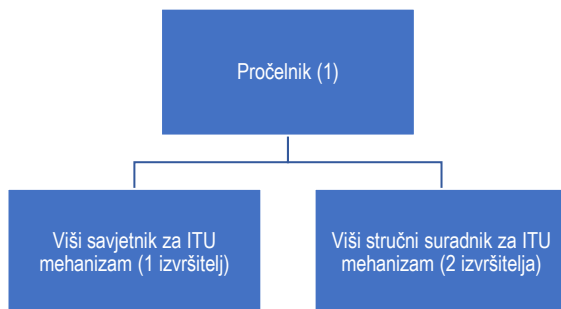 Pročelnik (1)
Viši savjetnik za ITU
mehanizam (1 izvršitelj)
Viši stručni suradnik za ITU
mehanizam (2 izvršitelja)